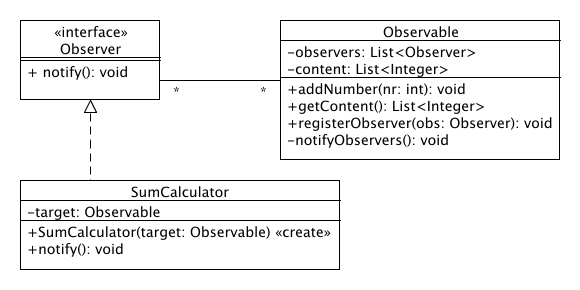 «interface»
Observer
+ notify(): void
* *
Observable
–observers: List<Observer>
–content: List<Integer>
+addNumber(nr: int): void
+getContent(): List<Integer>
+registerObserver(obs: Observer): void
–notifyObservers(): void
SumCalculator
–target: Observable
+SumCalculator(target: Observable) «create»
+notify(): void